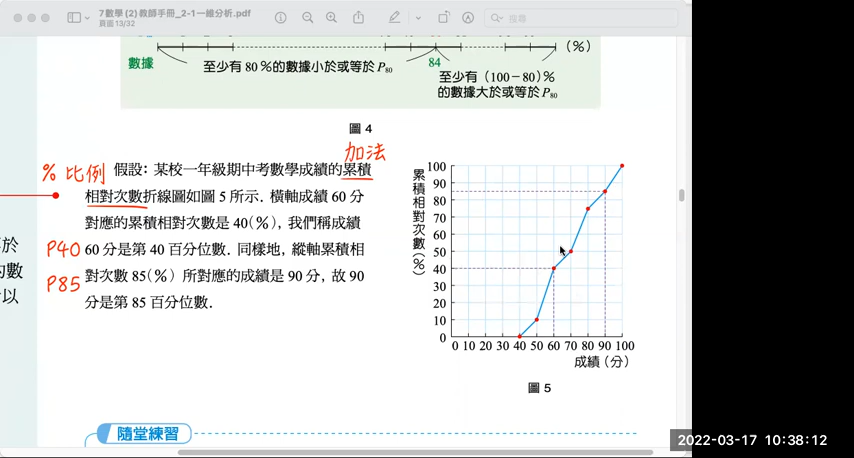 7數學 (2) 教師手冊_2-1一維分析.pdf
頁面 13/32
搜尋
(%)
數據
至少有 80 %的數據小於或等於 P80
84
至少有 (100-80)%
的數據大於或等於 P80
圖 4
加法
% 比例
假設：某校一年級期中考數學成績的累積
相對次數折線圖如圖 5 所示．橫軸成績 60 分
對應的累積相對次數是 40(%)，我們稱成績
P40
60 分是第 40 百分位數．同樣地，縱軸累積相
P85
對次數 85(%) 所對應的成績是 90 分，故 90
分是第 85 百分位數．
於
的數
以
累積相對次數(%)
100
90
80
70
60
50
40
30
20
10
0
0 10 20 30 40 50 60 70 80 90 100
成績(分)
圖 5
隨堂練習
2022-03-17 10:38:12